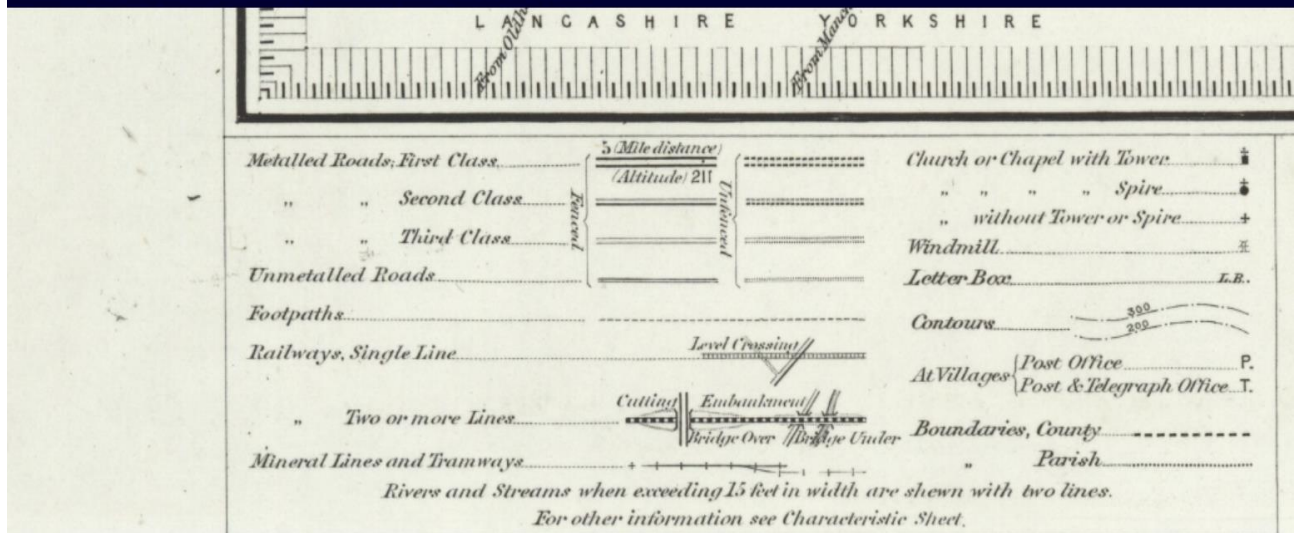 LANCASHIRE YORKSHIRE
From Oldh
From Manch
Metalled Roads; First Class
3 (Mile distance)
(Altitude) 211
„ „ Second Class
„ „ Third Class
Fenced
Unfenced
Unmetalled Roads
Footpaths
Railways, Single Line
Level Crossing
„ Two or more Lines
Cutting Embankment
Bridge Over Bridge Under
Mineral Lines and Tramways
Church or Chapel with Tower
„ „ „ „ Spire
„ without Tower or Spire
Windmill
Letter Box L.B.
Contours 300
200
At Villages Post Office P.
Post & Telegraph Office T.
Boundaries, County
„ Parish
Rivers and Streams when exceeding 15 feet in width are shewn with two lines.
For other information see Characteristic Sheet.